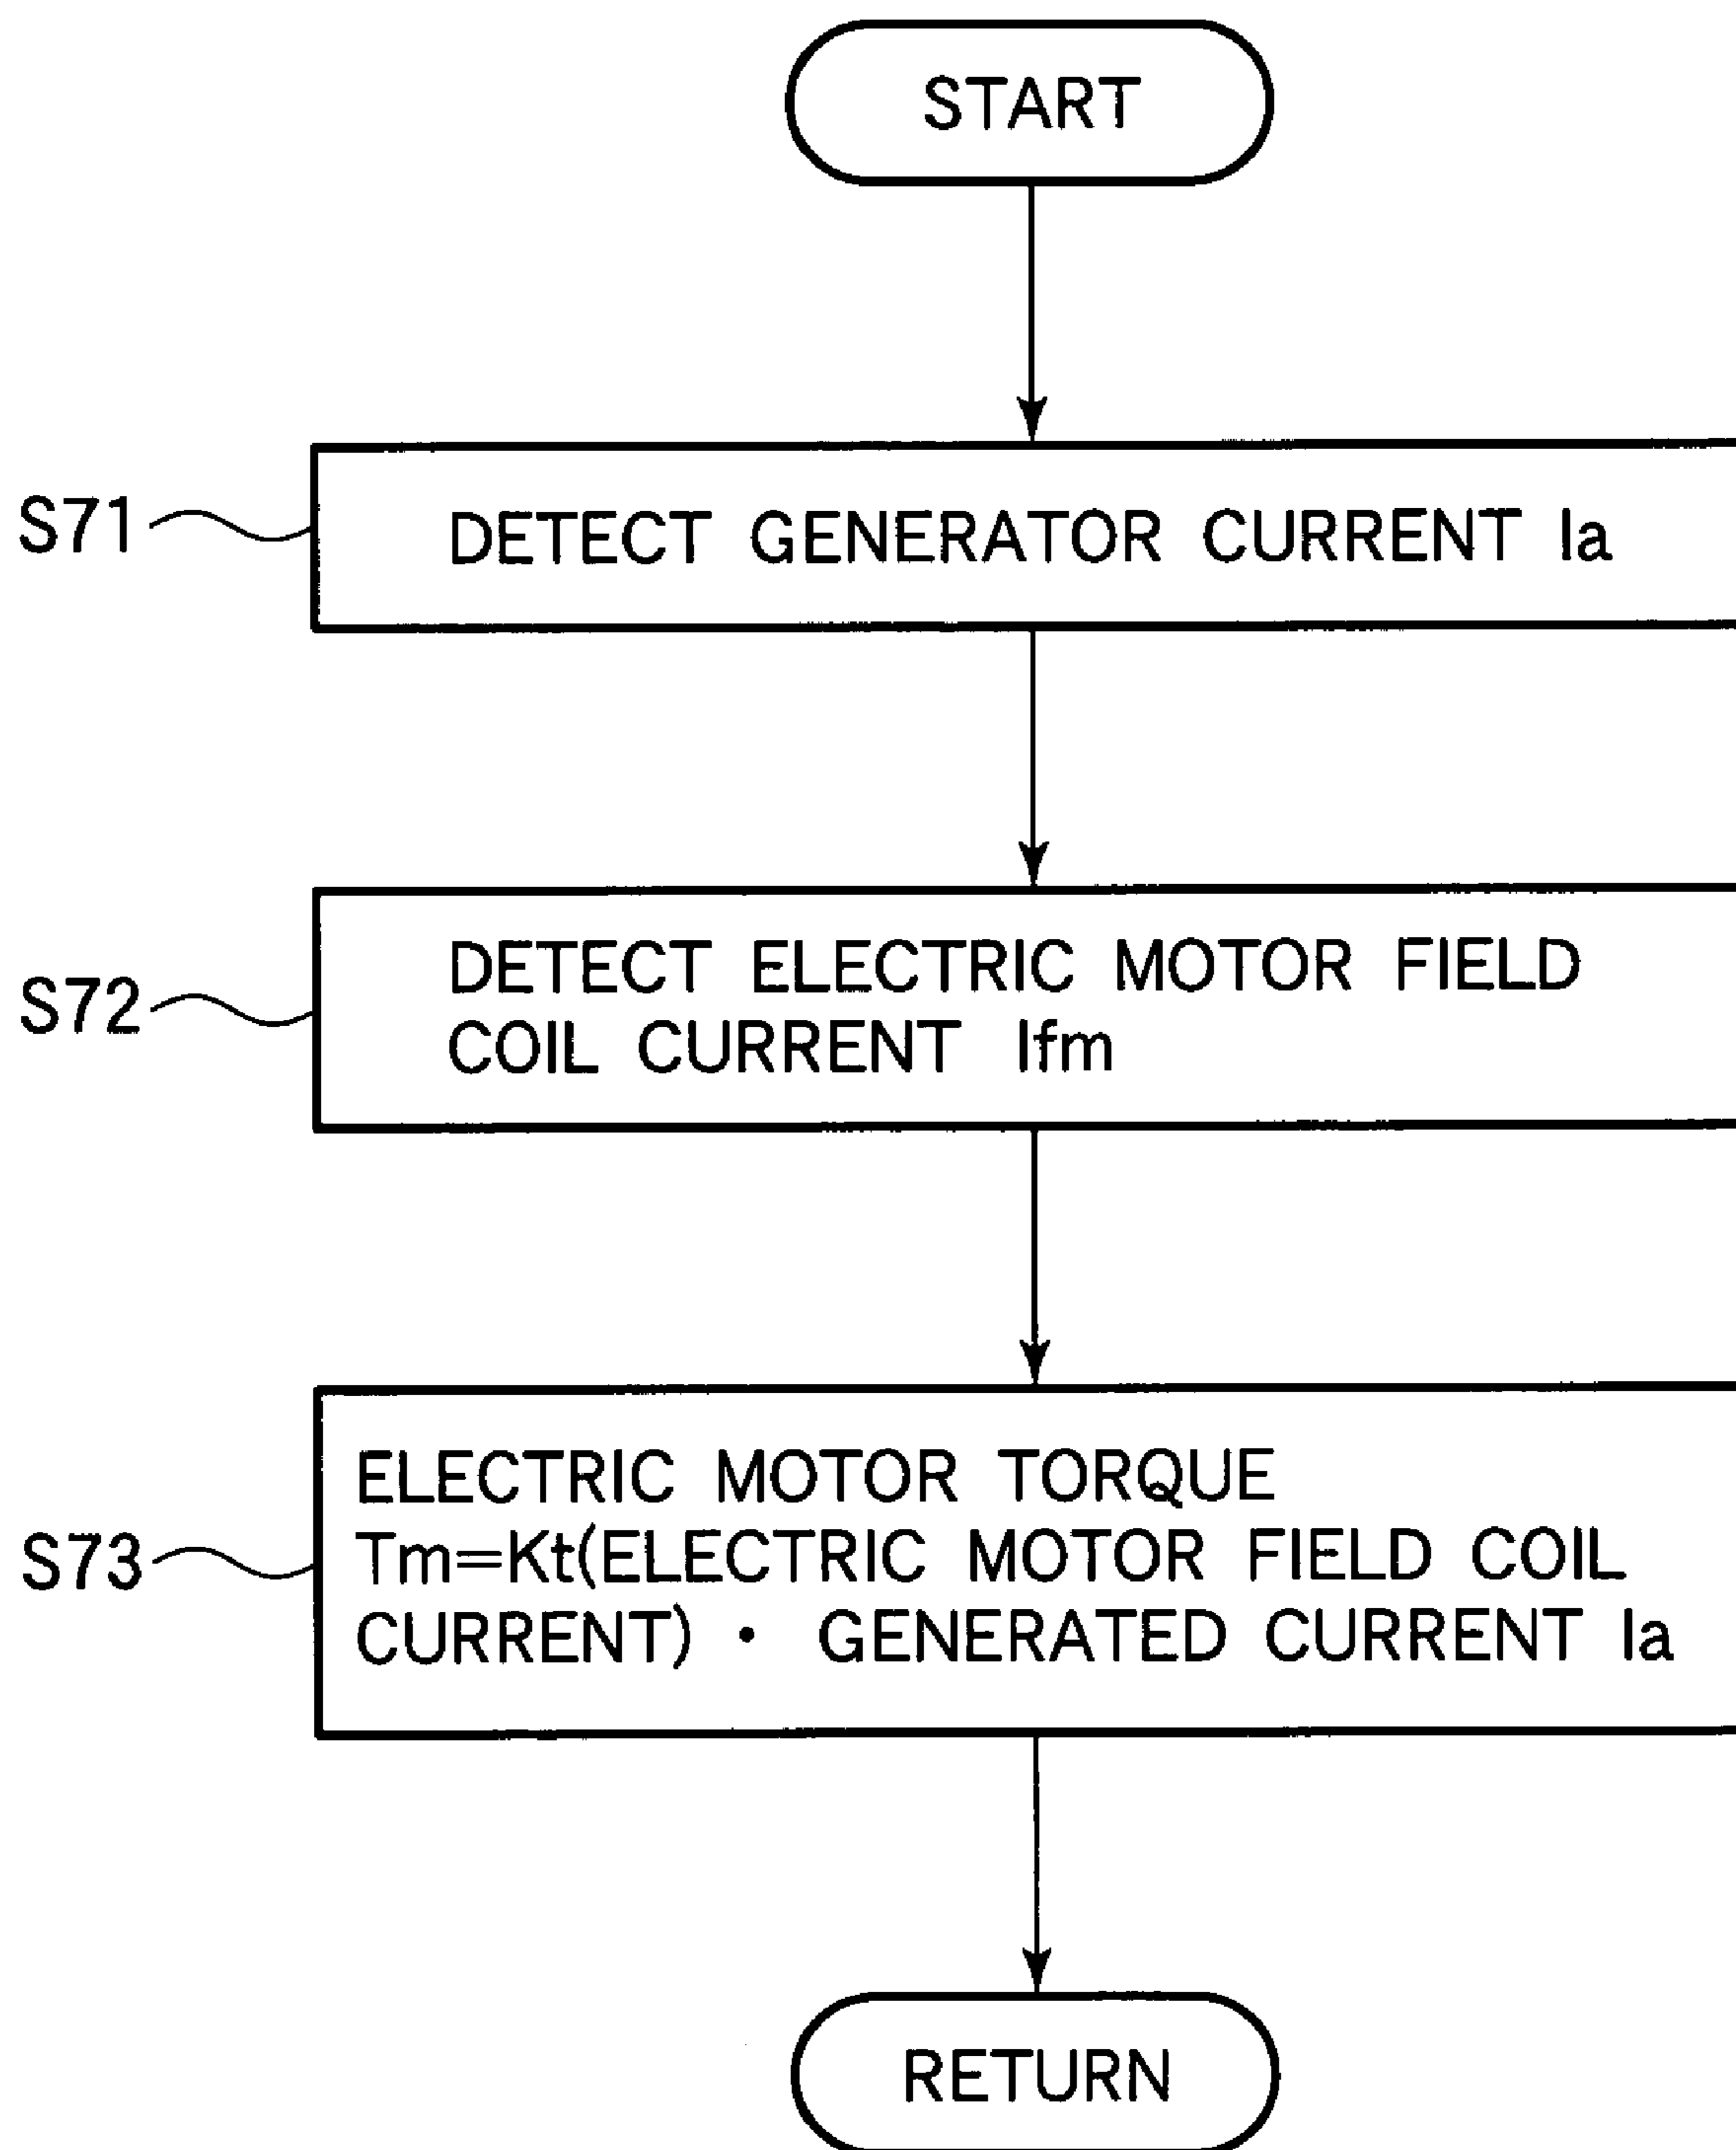 START
S71
DETECT GENERATOR CURRENT Ia
S72
DETECT ELECTRIC MOTOR FIELD
COIL CURRENT Ifm
S73
ELECTRIC MOTOR TORQUE
Tm=Kt(ELECTRIC MOTOR FIELD COIL
CURRENT) • GENERATED CURRENT Ia
RETURN